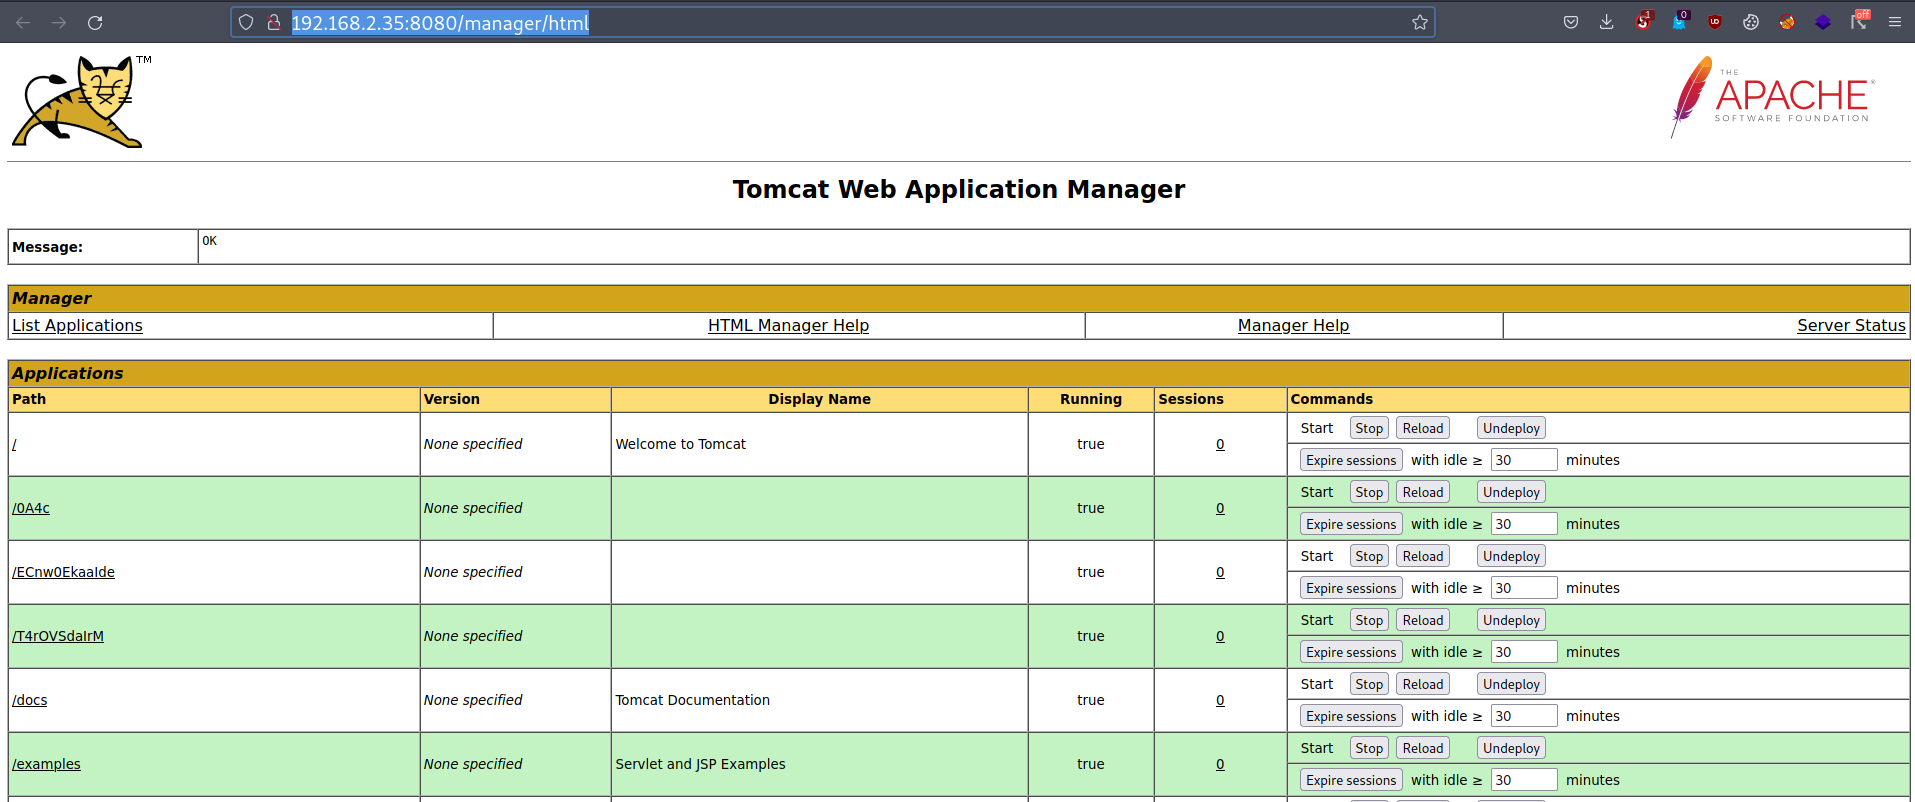 192.168.2.35:8080/manager/html
1
0
off
TM
THE
APACHE®
SOFTWARE FOUNDATION
Tomcat Web Application Manager
Message: OK
Manager
List Applications HTML Manager Help Manager Help Server Status
Applications
Path Version Display Name Running Sessions Commands
/ None specified Welcome to Tomcat true 0 Start Stop Reload Undeploy
Expire sessions with idle ≥ 30 minutes
/0A4c None specified true 0 Start Stop Reload Undeploy
Expire sessions with idle ≥ 30 minutes
/ECnw0EkaaIde None specified true 0 Start Stop Reload Undeploy
Expire sessions with idle ≥ 30 minutes
/T4rOVSdaIrM None specified true 0 Start Stop Reload Undeploy
Expire sessions with idle ≥ 30 minutes
/docs None specified Tomcat Documentation true 0 Start Stop Reload Undeploy
Expire sessions with idle ≥ 30 minutes
/examples None specified Servlet and JSP Examples true 0 Start Stop Reload Undeploy
Expire sessions with idle ≥ 30 minutes